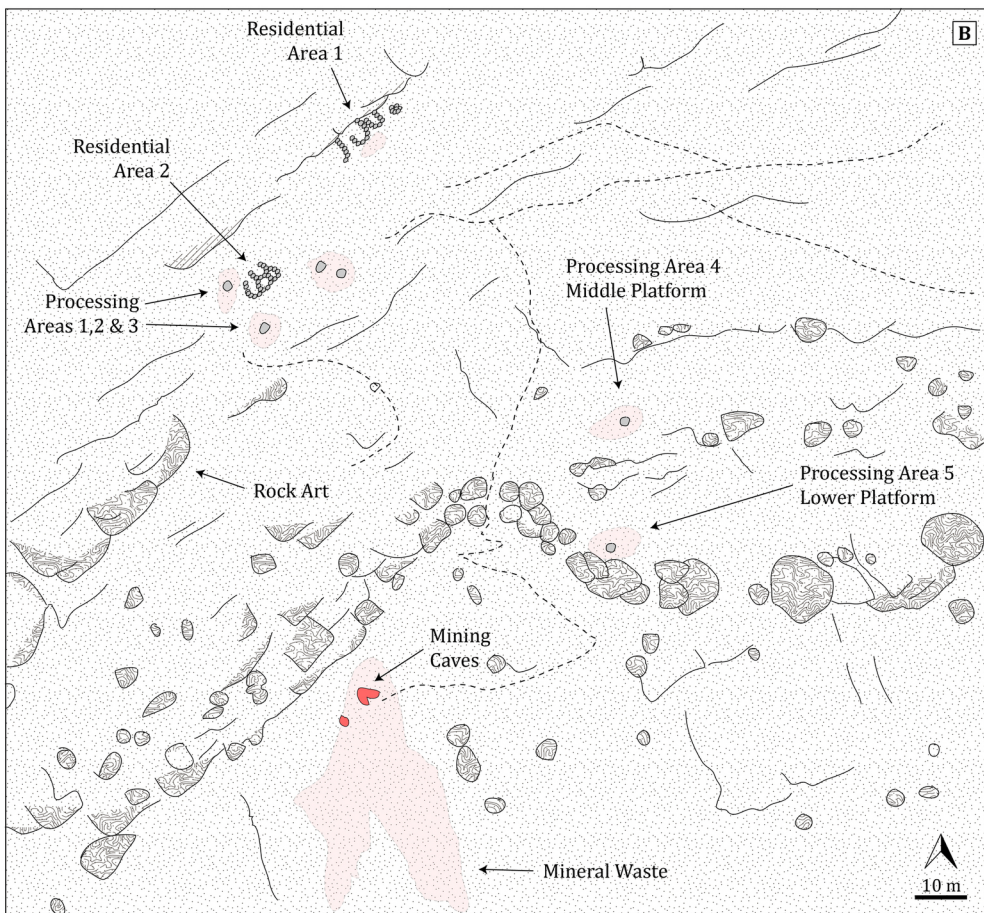 B
Residential
Area 1
Residential
Area 2
Processing Area 4
Middle Platform
Processing
Areas 1,2 & 3
Processing Area 5
Lower Platform
Rock Art
Mining
Caves
Mineral Waste
10 m